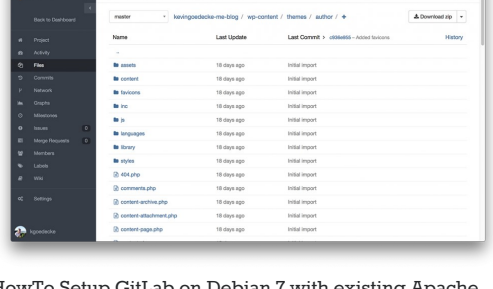 Back to Dashboard
master
kevingoedecke-me-blog / wp-content / themes / author / +
Download zip
Project
Name Last Update Last Commit > c936e655 – Added favicons History
Activity
..
Files
assets 18 days ago Initial import
Commits
content 18 days ago Initial import
Network
favicons 18 days ago Initial import
Graphs
inc 18 days ago Initial import
Milestones
js 18 days ago Initial import
Issues 0
languages 18 days ago Initial import
Merge Requests 0
library 18 days ago Initial import
Members
styles 18 days ago Initial import
Labels
404.php 18 days ago Initial import
Wiki
comments.php 18 days ago Initial import
Settings
content-archive.php 18 days ago Initial import
content-attachment.php 18 days ago Initial import
kgoedecke
content-page.php 18 days ago Initial import
HowTo Setup GitLab on Debian 7 with existing Apache